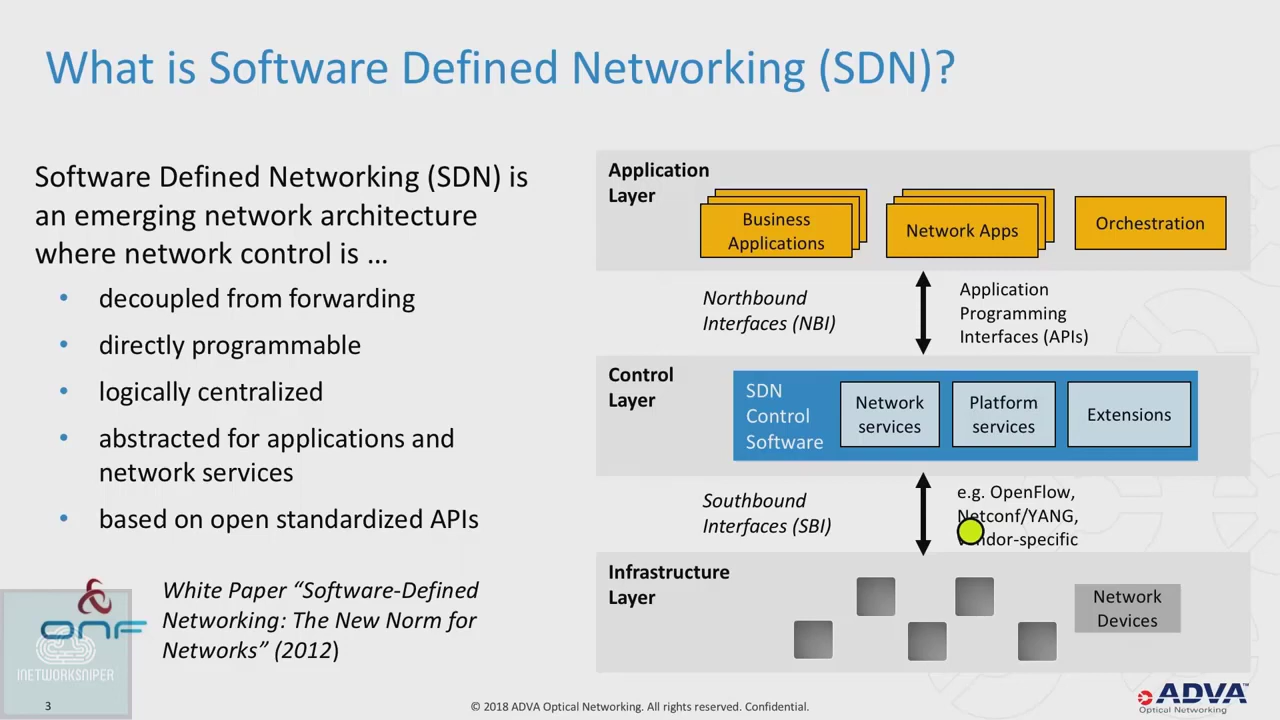 What is Software Defined Networking (SDN)?
Software Defined Networking (SDN) is
an emerging network architecture
where network control is …
• decoupled from forwarding
• directly programmable
• logically centralized
• abstracted for applications and
network services
• based on open standardized APIs
White Paper “Software-Defined
Networking: The New Norm for
Networks” (2012)
Application
Layer
Business
Applications
Network Apps
Orchestration
Northbound
Interfaces (NBI)
Application
Programming
Interfaces (APIs)
Control
Layer
SDN
Control
Software
Network
services
Platform
services
Extensions
Southbound
Interfaces (SBI)
e.g. OpenFlow,
Netconf/YANG,
vendor-specific
Infrastructure
Layer
Network
Devices
ONF
INETWORKSNIPER
3
© 2018 ADVA Optical Networking. All rights reserved. Confidential.
ADVA™
Optical Networking